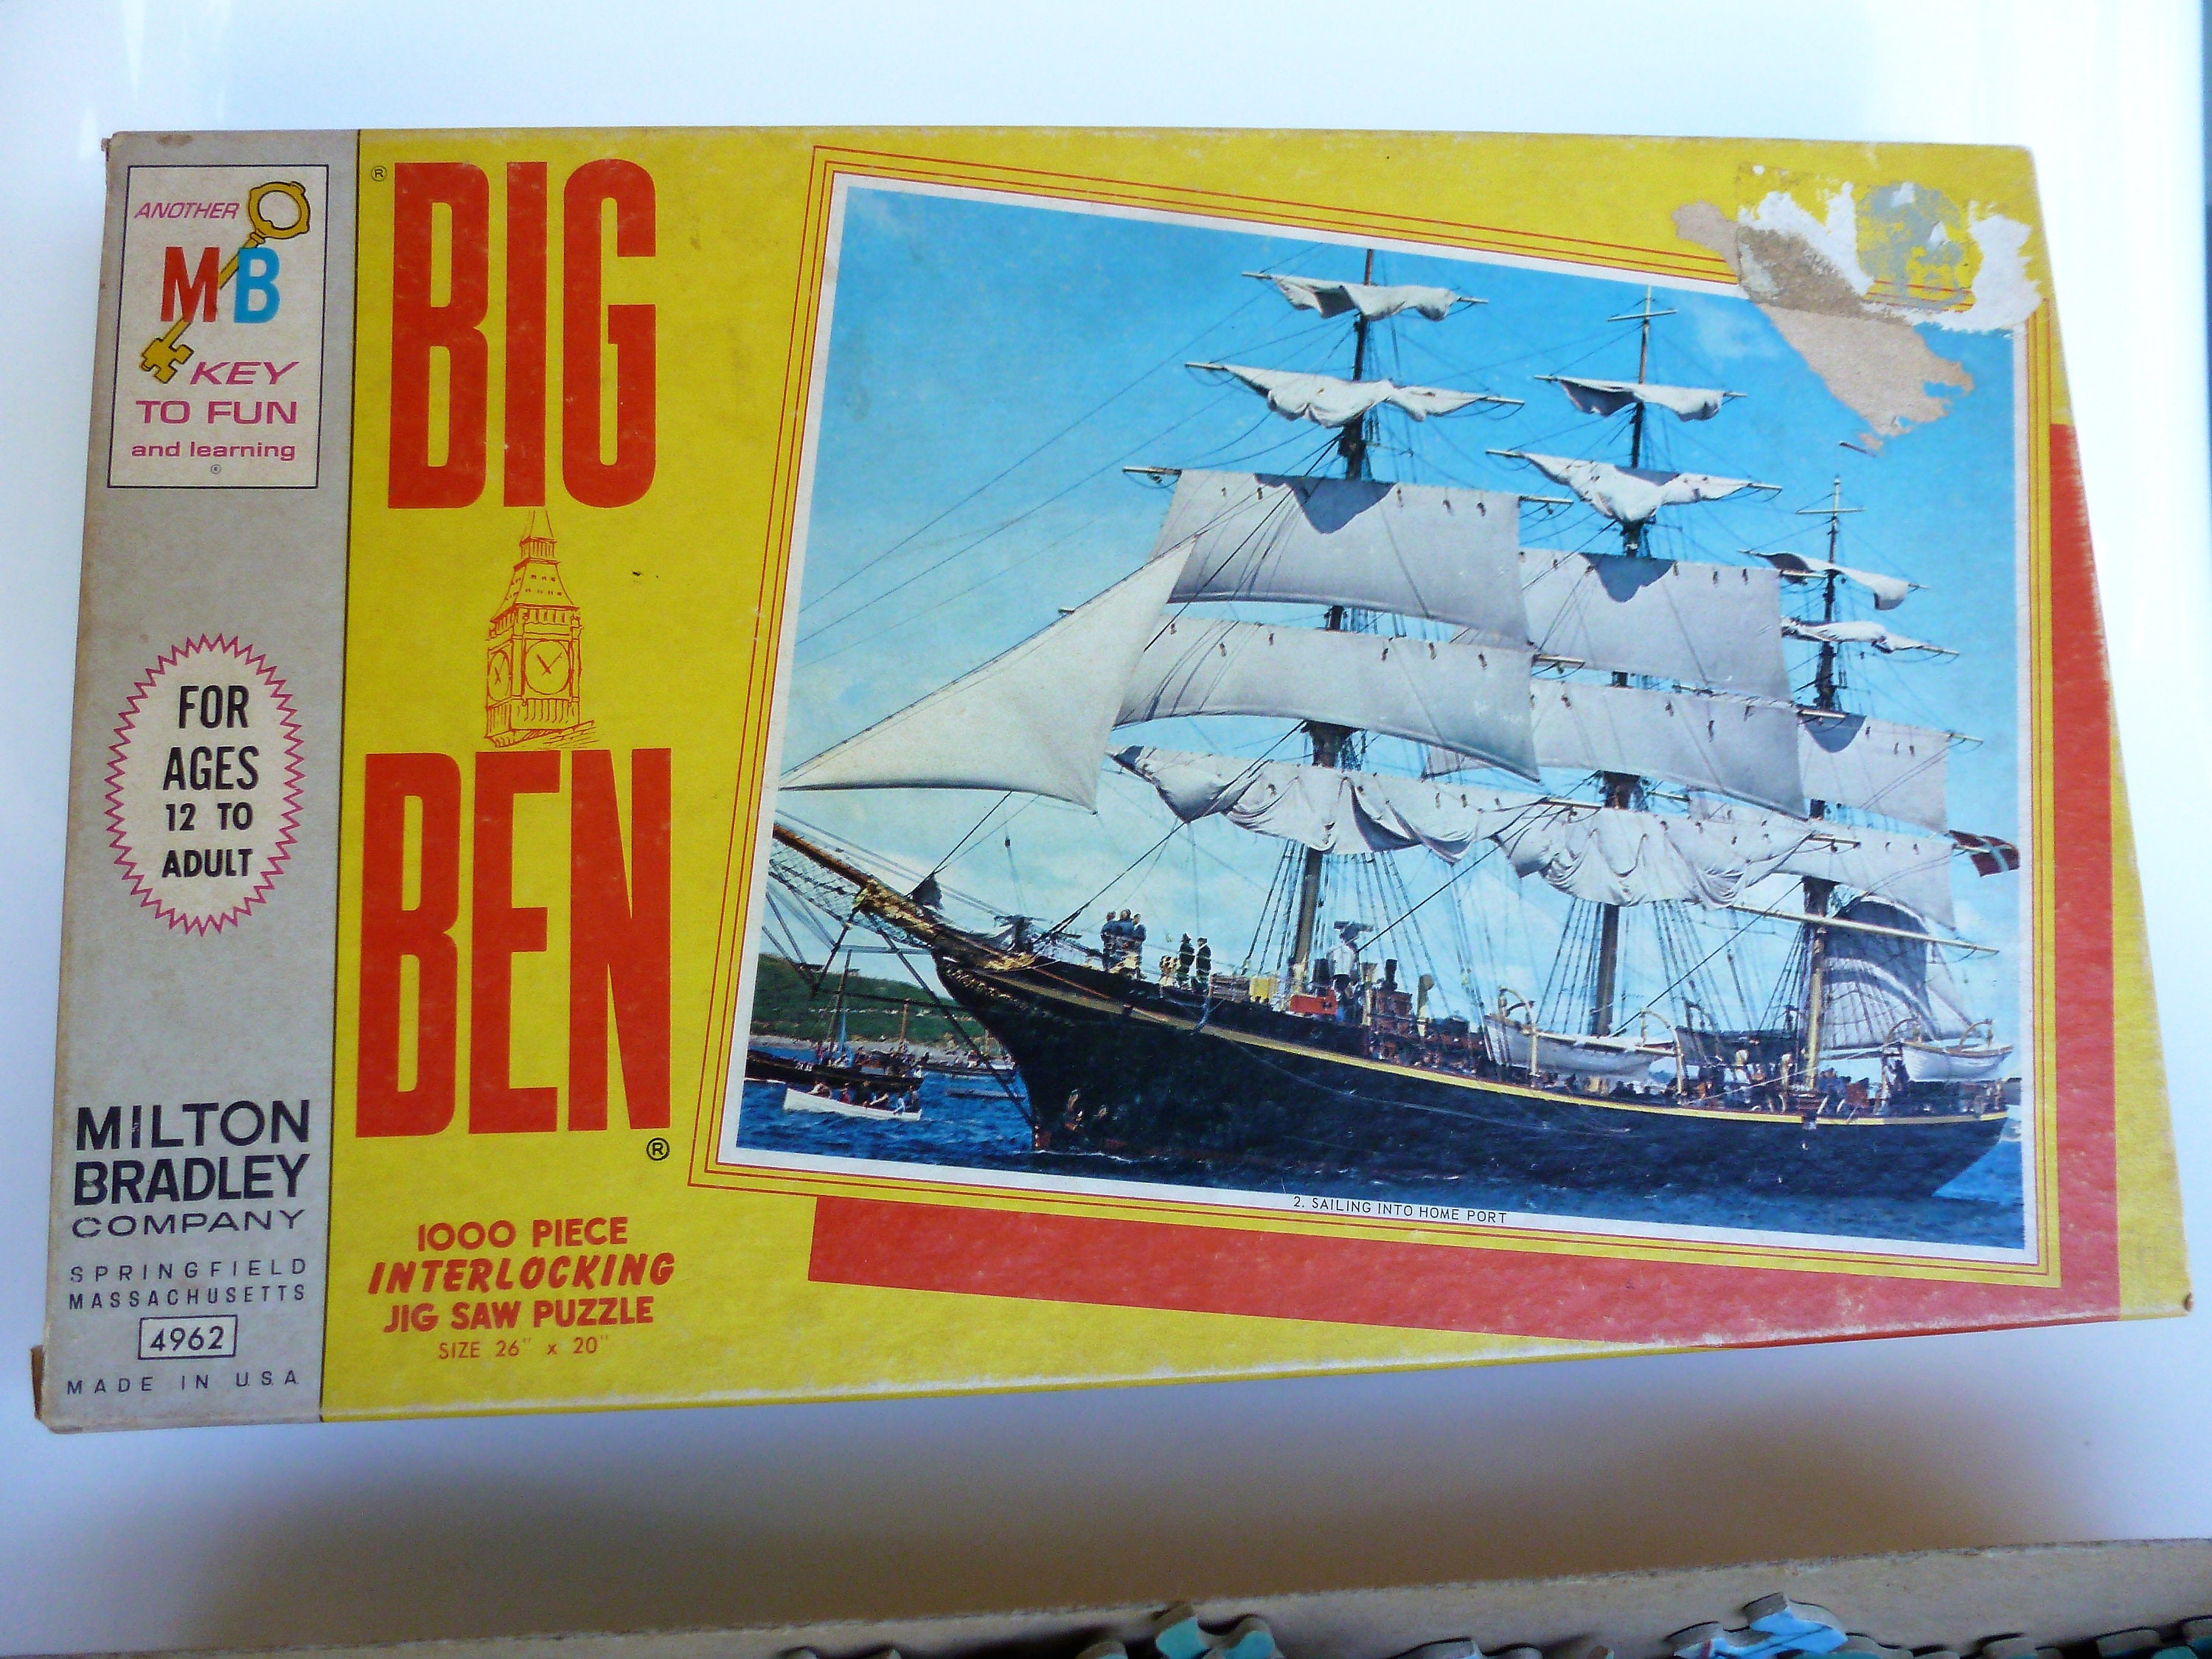 ANOTHER
MB
KEY
TO FUN
and learning
®
FOR
AGES
12 TO
ADULT
MILTON
BRADLEY
COMPANY
SPRINGFIELD
MASSACHUSETTS
4962
MADE IN U.S.A.
® BIG
BEN ®
1000 PIECE
INTERLOCKING
JIG SAW PUZZLE
SIZE 26" x 20"
2. SAILING INTO HOME PORT